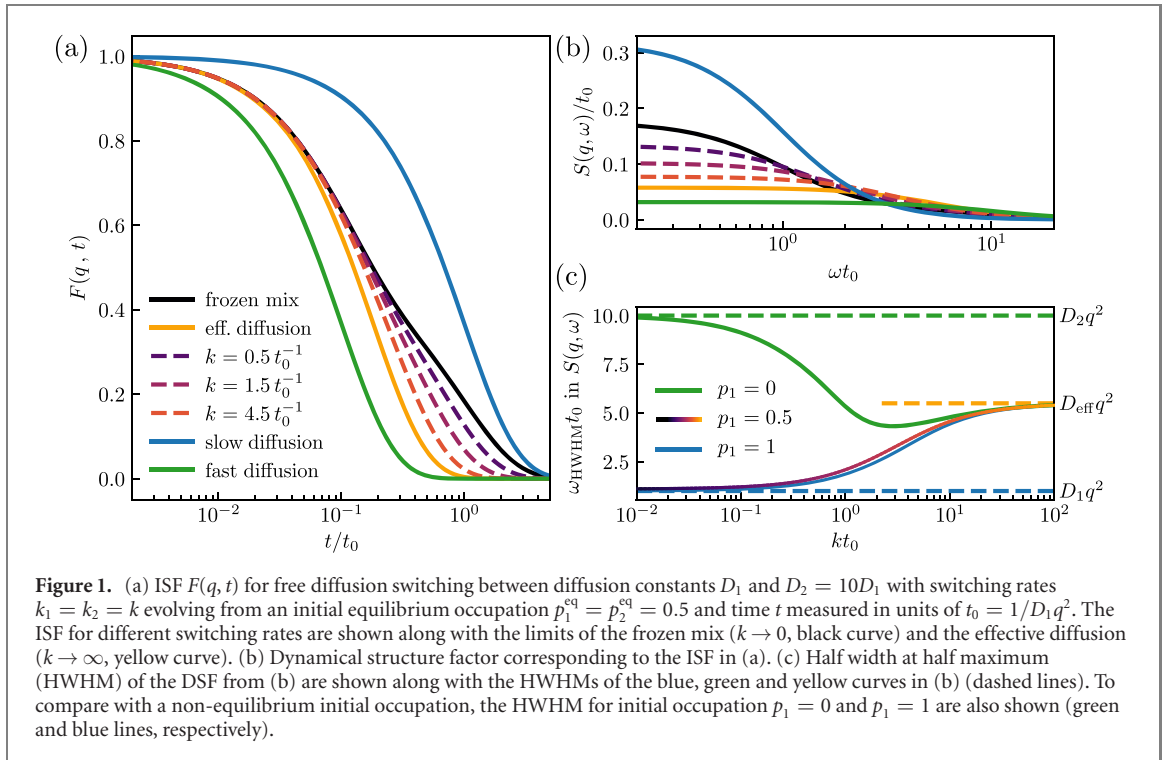 (a)
1.0
0.8
0.6
0.4
0.2
0.0
F(q, t)
frozen mix
eff. diffusion
k = 0.5 t₀⁻¹
k = 1.5 t₀⁻¹
k = 4.5 t₀⁻¹
slow diffusion
fast diffusion
10⁻² 10⁻¹ 10⁰
t/t₀
(b)
0.3
0.2
0.1
0.0
S(q, ω)/t₀
10⁰ 10¹
ωt₀
(c)
10.0
7.5
5.0
2.5
ω_HWHM t₀ in S(q, ω)
p₁ = 0
p₁ = 0.5
p₁ = 1
D₂q²
D_eff q²
D₁q²
10⁻² 10⁻¹ 10⁰ 10¹ 10²
kt₀
Figure 1. (a) ISF F(q, t) for free diffusion switching between diffusion constants D₁ and D₂ = 10D₁ with switching rates
k₁ = k₂ = k evolving from an initial equilibrium occupation p₁^eq = p₂^eq = 0.5 and time t measured in units of t₀ = 1/D₁q². The
ISF for different switching rates are shown along with the limits of the frozen mix (k → 0, black curve) and the effective diffusion
(k → ∞, yellow curve). (b) Dynamical structure factor corresponding to the ISF in (a). (c) Half width at half maximum
(HWHM) of the DSF from (b) are shown along with the HWHMs of the blue, green and yellow curves in (b) (dashed lines). To
compare with a non-equilibrium initial occupation, the HWHM for initial occupation p₁ = 0 and p₁ = 1 are also shown (green
and blue lines, respectively).